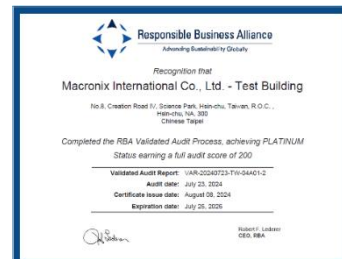 Responsible Business Alliance
Advancing Sustainability Globally
Recognition that
Macronix International Co., Ltd. - Test Building
No.8, Creation Road IV, Science Park, Hsin-chu, Taiwan, R.O.C. ,
Hsin-chu, NA, 300
Chinese Taipei
Completed the RBA Validated Audit Process, achieving PLATINUM
Status earning a full audit score of 200
Validated Audit Report: VAR-20240723-TW-04A01-2
Audit date: July 23, 2024
Certificate issue date: August 08, 2024
Expiration date: July 25, 2026
CEO, RBA